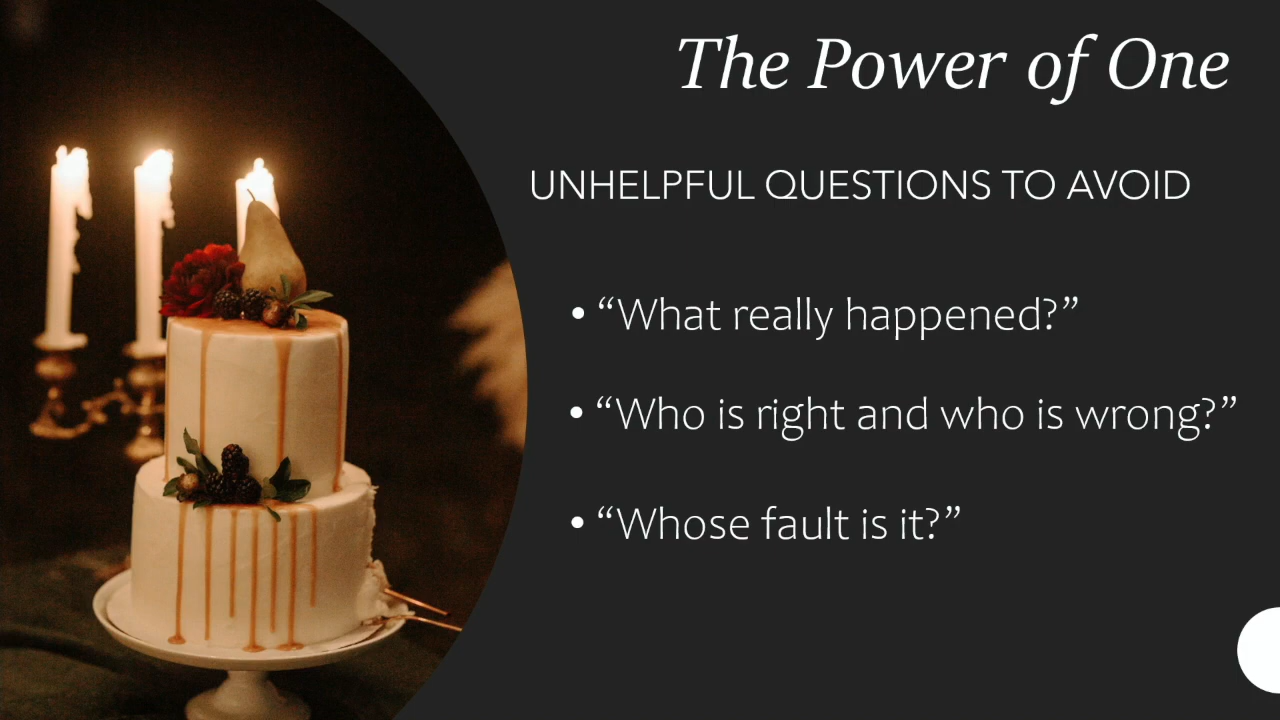 The Power of One
UNHELPFUL QUESTIONS TO AVOID
• “What really happened?”
• “Who is right and who is wrong?”
• “Whose fault is it?”